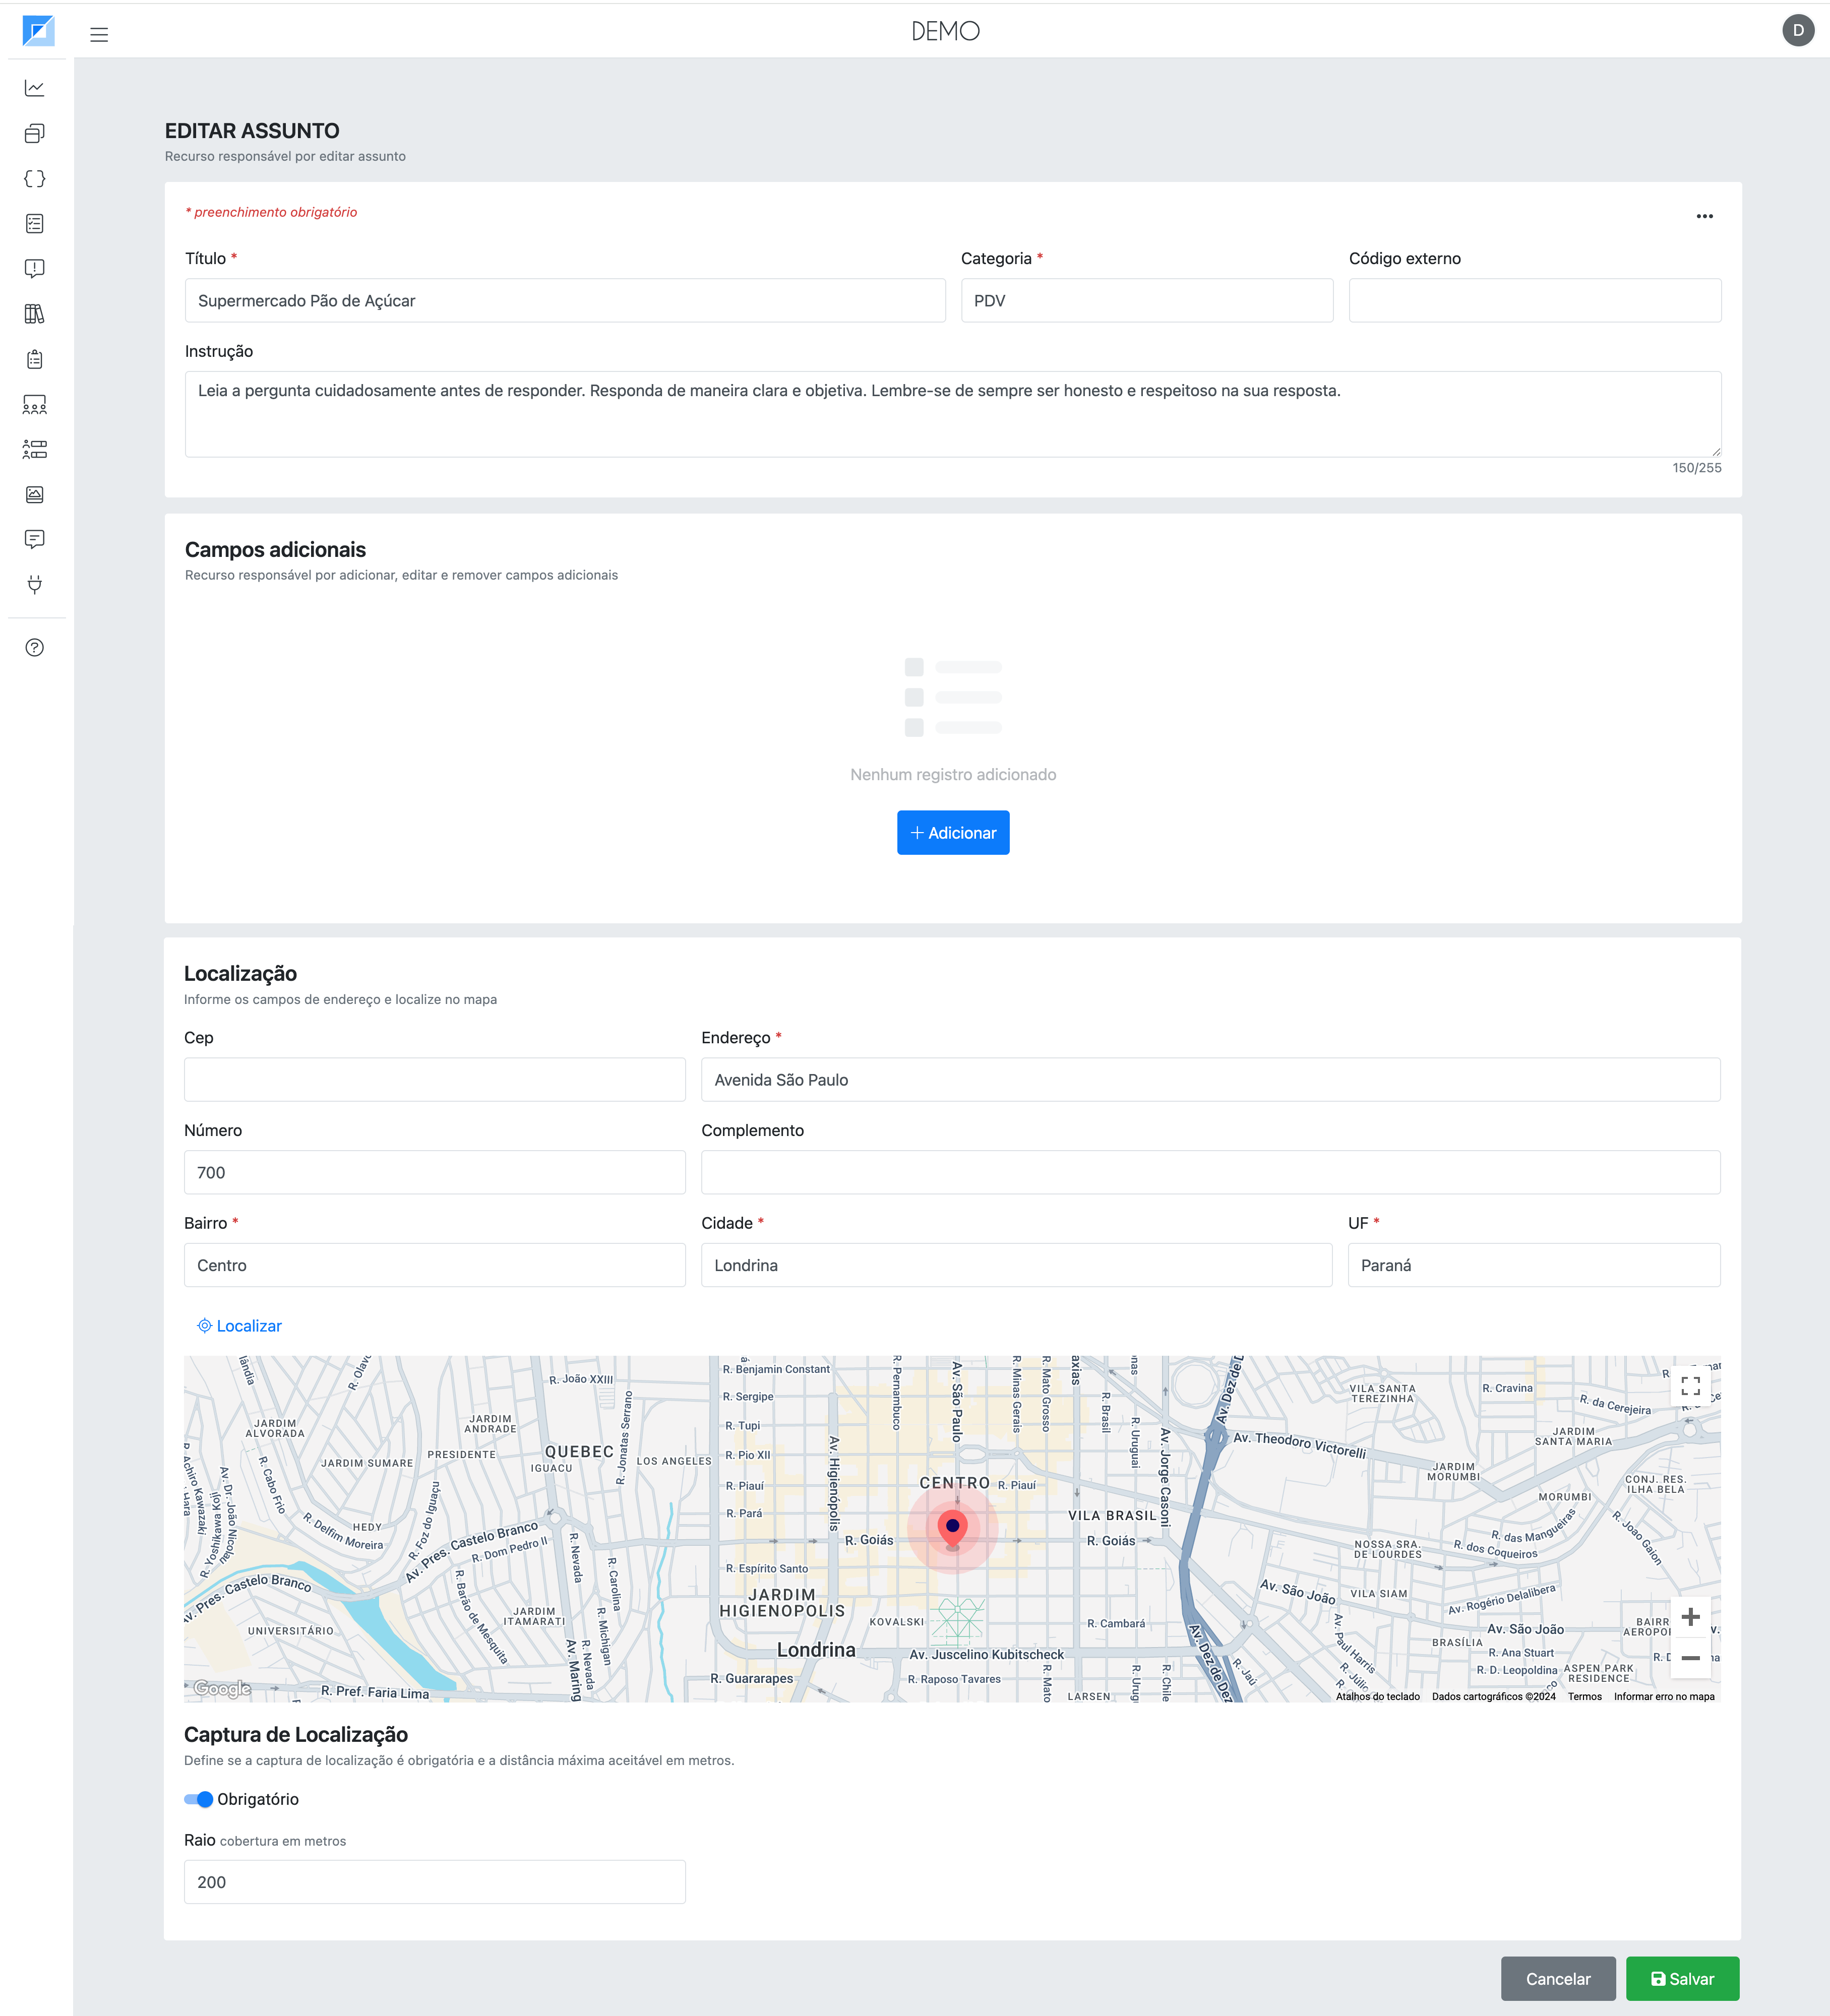 DEMO
D
EDITAR ASSUNTO
Recurso responsável por editar assunto
* preenchimento obrigatório
Título *
Categoria *
Código externo
Supermercado Pão de Açúcar
PDV
Instrução
Leia a pergunta cuidadosamente antes de responder. Responda de maneira clara e objetiva. Lembre-se de sempre ser honesto e respeitoso na sua resposta.
150/255
Campos adicionais
Recurso responsável por adicionar, editar e remover campos adicionais
Nenhum registro adicionado
+ Adicionar
Localização
Informe os campos de endereço e localize no mapa
Cep
Endereço *
Avenida São Paulo
Número
Complemento
700
Bairro *
Cidade *
UF *
Centro
Londrina
Paraná
Localizar
R. João XXIII
R. Benjamin Constant
R. Sergipe
R. Tupi
R. Pio XII
R. Piauí
R. Pará
R. Goiás
R. Espírito Santo
R. Pernambuco
Av. São Paulo
R. Minas Gerais
R. Mato Grosso
R. Brasil
R. Uruguai
Av. Jorge Casoni
Av. Higienópolis
Av. Theodoro Victorelli
VILA SANTA
TEREZINHA
R. Cravina
R. da Cerejeira
JARDIM
SANTA MARIA
JARDIM
MORUMBI
MORUMBI
CONJ. RES.
ILHA BELA
JARDIM
ALVORADA
JARDIM
ANDRADE
PRESIDENTE
JARDIM SUMARE
QUEBEC
IGUACU
LOS ANGELES
R. Jonatas Serrano
CENTRO
R. Piauí
VILA BRASIL
R. Goiás
HEDY
R. Cabo Frio
R. Delfim Moreira
R. Foz do Iguaçu
Av. Pres. Castelo Branco
R. Dom Pedro II
R. Nevada
R. Carolina
R. Barão de Mesquita
R. Michigan
R. Nevada
Av. Pres. Castelo Branco
JARDIM
ITAMARATI
UNIVERSITÁRIO
JARDIM
HIGIENOPOLIS
KOVALSKI
Londrina
Av. Juscelino Kubitscheck
R. Guararapes
R. Raposo Tavares
R. Cambará
LARSEN
R. Pref. Faria Lima
NOSSA SRA.
DE LOURDES
R. das Mangueiras
R. dos Coqueiros
R. Joao Gaion
Av. São João
VILA SIAM
Av. Rogério Delalibera
Av. Paul Harris
Av. São João
BRASÍLIA
R. Ana Stuart
R. D. Leopoldina
ASPEN PARK
RESIDENCE
R. Jaú
Google
Atalhos do teclado
Dados cartográficos ©2024
Termos
Informar erro no mapa
Captura de Localização
Define se a captura de localização é obrigatória e a distância máxima aceitável em metros.
Obrigatório
Raio cobertura em metros
200
Cancelar
Salvar